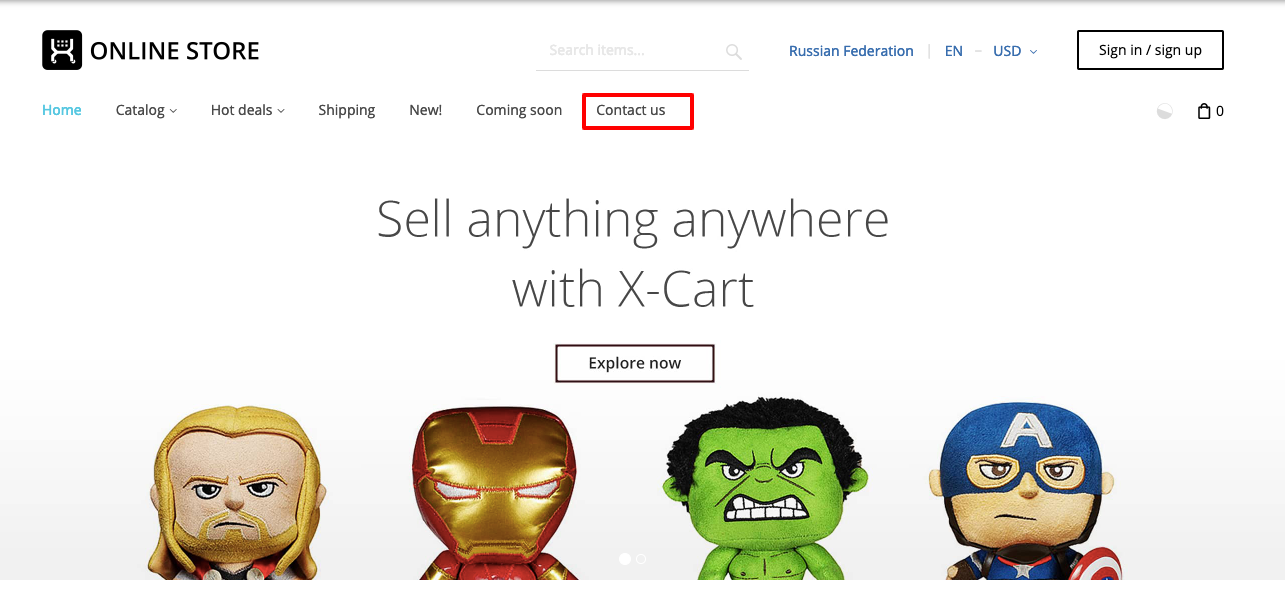 ONLINE STORE
Search items...
Russian Federation | EN – USD
Sign in / sign up
Home Catalog Hot deals Shipping New! Coming soon Contact us
0
Sell anything anywhere
with X-Cart
Explore now
A